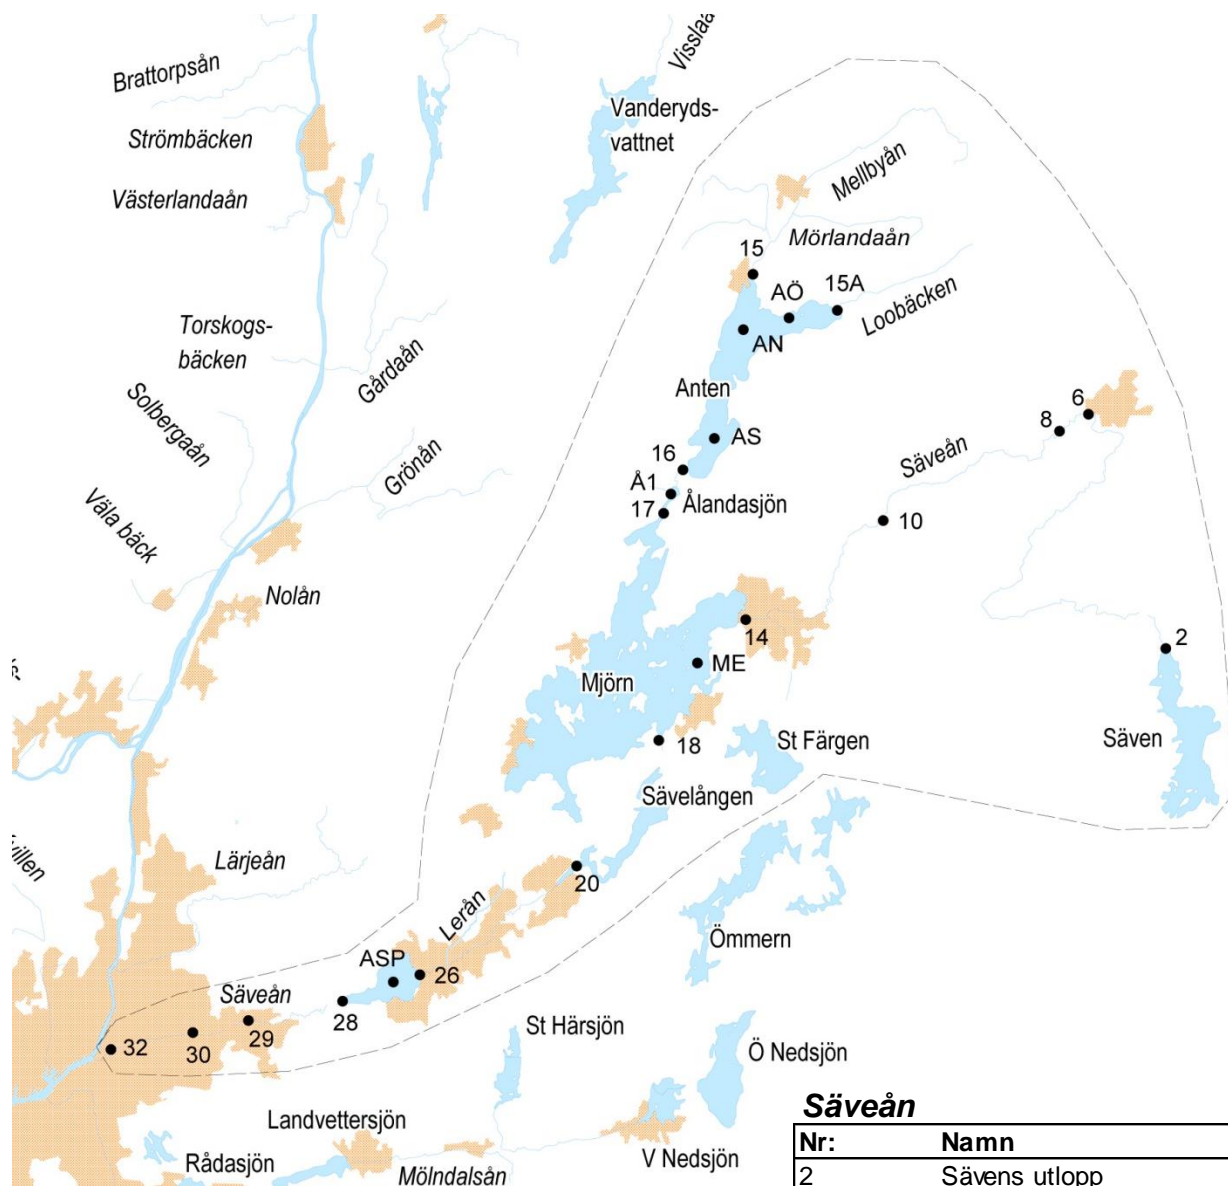 Visslaå
Brattorpsån
Strömbäcken
Västerlandaån
Vanderyds-
vattnet
Mellbyån
Mörlandaån
15
AÖ
15A
Loobäcken
AN
Torskogs-
bäcken
Gårdaån
Anten
Solbergaån
AS
6
8
Säveån
16
Grönån
Å1
Ålandasjön
17
10
Väla bäck
Nolån
14
2
ME
Mjörn
18
St Färgen
Säven
Sävelången
villen
Lärjeån
20
Lerån
Ömmern
ASP
26
Säveån
28
29
St Härsjön
32
30
Ö Nedsjön
Landvettersjön
V Nedsjön
Rådasjön
Mölndalsån
Säveån
Nr: Namn
2 Sävens utlopp